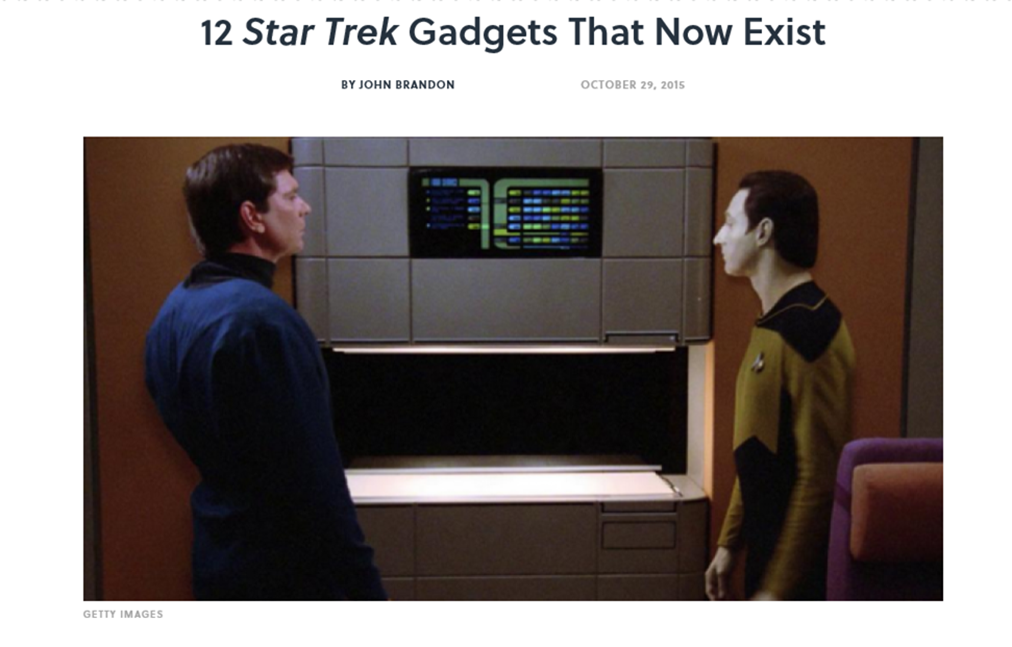 12 Star Trek Gadgets That Now Exist
BY JOHN BRANDON OCTOBER 29, 2015
GETTY IMAGES